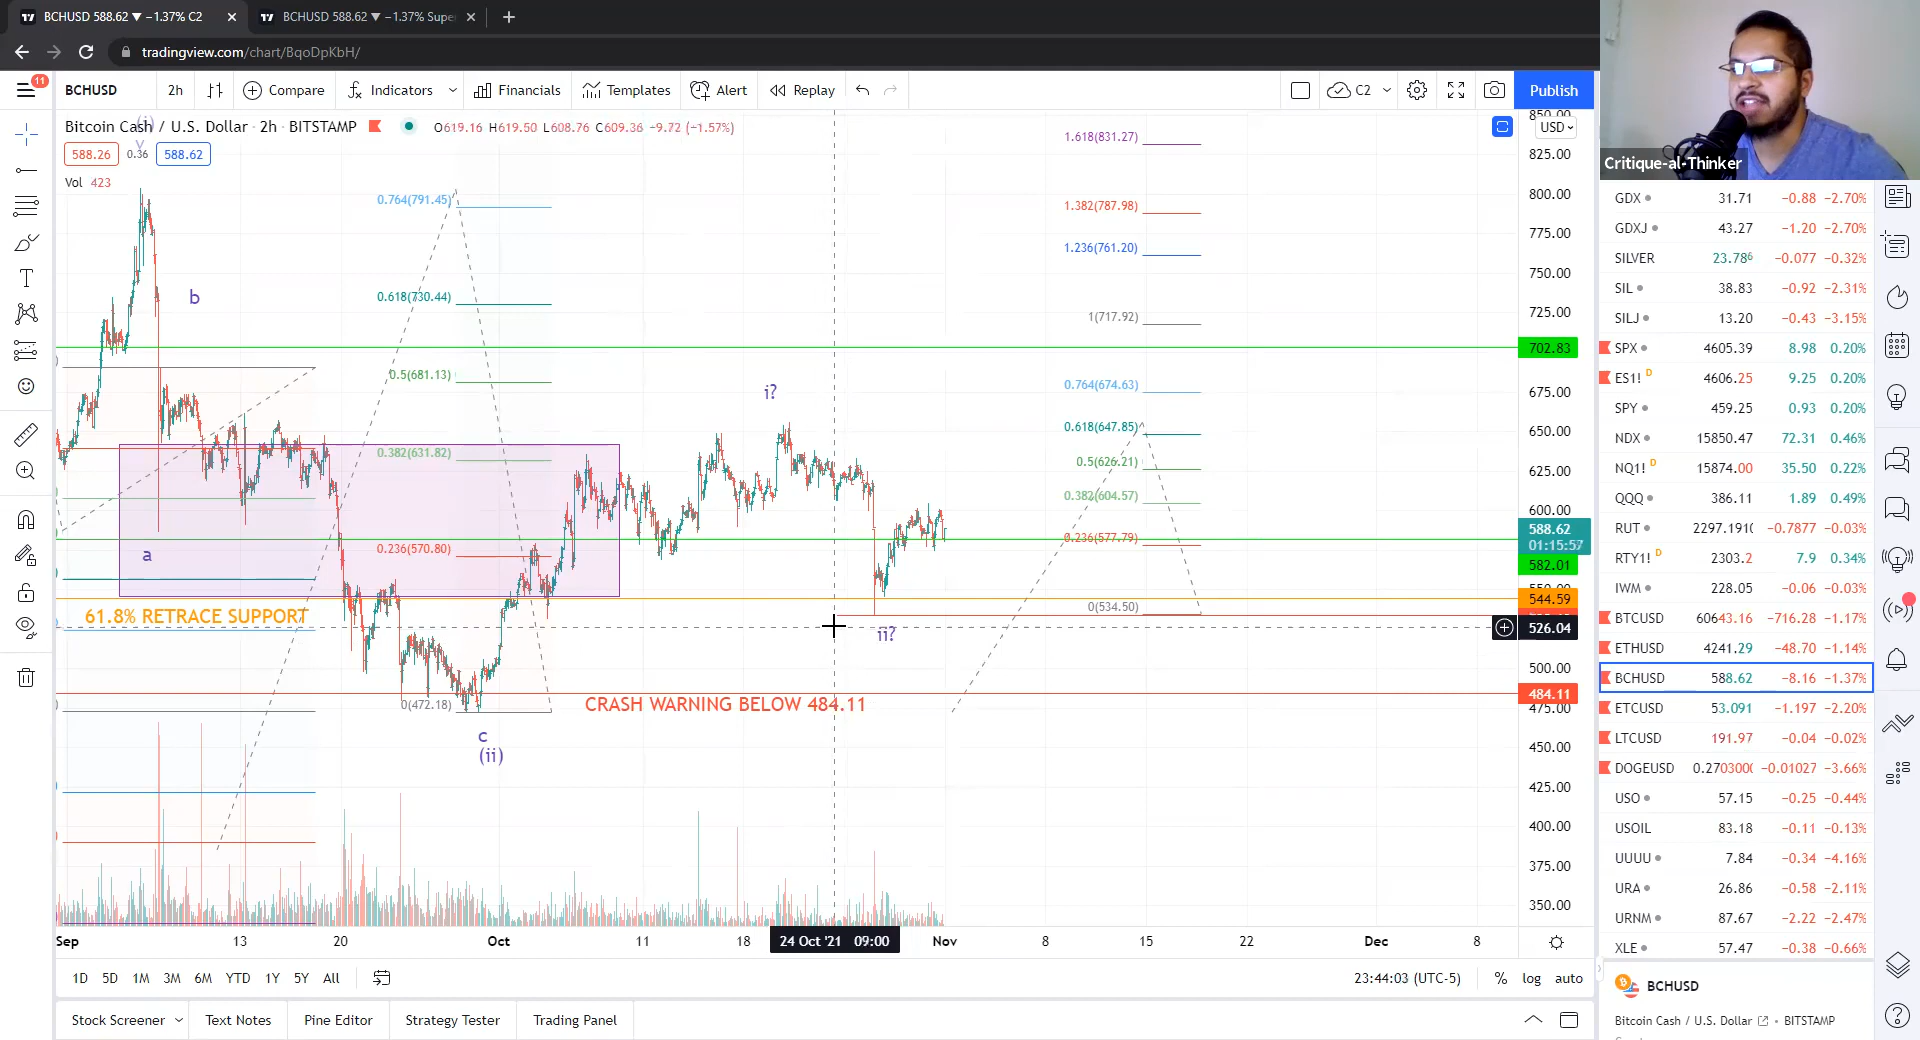 BCHUSD 588.62 ▼ −1.37% C2
BCHUSD 588.62 ▼ −1.37% Supe
tradingview.com/chart/BqoDpKbH/
11
BCHUSD 2h Compare Indicators Financials Templates Alert Replay C2 Publish
Bitcoin Cash / U.S. Dollar · 2h · BITSTAMP O619.16 H619.50 L608.76 C609.36 −9.72 (−1.57%)
588.26 0.36 588.62
Vol 423
(i)
v
b
a
c
(ii)
i?
ii?
0.764(791.45)
0.618(730.44)
0.5(681.13)
0.382(631.82)
0.236(570.80)
0(472.18)
1.618(831.27)
1.382(787.98)
1.236(761.20)
1(717.92)
0.764(674.63)
0.618(647.85)
0.5(626.21)
0.382(604.57)
0.236(577.79)
0(534.50)
61.8% RETRACE SUPPORT
CRASH WARNING BELOW 484.11
850.00
USD
825.00
800.00
775.00
750.00
725.00
702.83
675.00
650.00
625.00
600.00
588.62
01:15:57
582.01
550.00
544.59
526.04
500.00
484.11
475.00
450.00
425.00
400.00
375.00
350.00
Sep 13 20 Oct 11 18 24 Oct '21 09:00 Nov 8 15 22 Dec 8
1D 5D 1M 3M 6M YTD 1Y 5Y All 23:44:03 (UTC-5) % log auto
Stock Screener Text Notes Pine Editor Strategy Tester Trading Panel
Critique-al-Thinker
GDX 31.71 −0.88 −2.70%
GDXJ 43.27 −1.20 −2.70%
SILVER 23.786 −0.077 −0.32%
SIL 38.83 −0.92 −2.31%
SILJ 13.20 −0.43 −3.15%
SPX 4605.39 8.98 0.20%
ES1! D 4606.25 9.25 0.20%
SPY 459.25 0.93 0.20%
NDX 15850.47 72.31 0.46%
NQ1! D 15874.00 35.50 0.22%
QQQ 386.11 1.89 0.49%
RUT 2297.1910 −0.7877 −0.03%
RTY1! D 2303.2 7.9 0.34%
IWM 228.05 −0.06 −0.03%
BTCUSD 60643.16 −716.28 −1.17%
ETHUSD 4241.29 −48.70 −1.14%
BCHUSD 588.62 −8.16 −1.37%
ETCUSD 53.091 −1.197 −2.20%
LTCUSD 191.97 −0.04 −0.02%
DOGEUSD 0.2703000 −0.01027 −3.66%
USO 57.15 −0.25 −0.44%
USOIL 83.18 −0.11 −0.13%
UUUU 7.84 −0.34 −4.16%
URA 26.86 −0.58 −2.11%
URNM 87.67 −2.22 −2.47%
XLE 57.47 −0.38 −0.66%
BCHUSD
Bitcoin Cash / U.S. Dollar • BITSTAMP